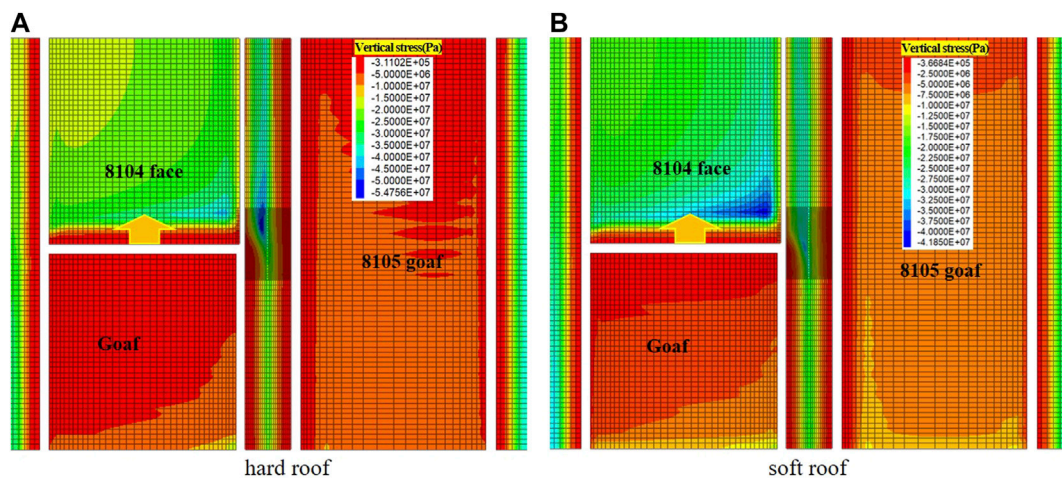 A
Vertical stress(Pa)
-3.1102E+05
-5.0000E+06
-1.0000E+07
-1.5000E+07
-2.0000E+07
-2.5000E+07
-3.0000E+07
-3.5000E+07
-4.0000E+07
-4.5000E+07
-5.0000E+07
-5.4756E+07
8104 face
8105 goaf
Goaf
hard roof
B
Vertical stress(Pa)
-3.6684E+05
-2.5000E+06
-5.0000E+06
-7.5000E+06
-1.0000E+07
-1.2500E+07
-1.5000E+07
-1.7500E+07
-2.0000E+07
-2.2500E+07
-2.5000E+07
-2.7500E+07
-3.0000E+07
-3.2500E+07
-3.5000E+07
-3.7500E+07
-4.0000E+07
-4.1850E+07
8104 face
8105 goaf
Goaf
soft roof